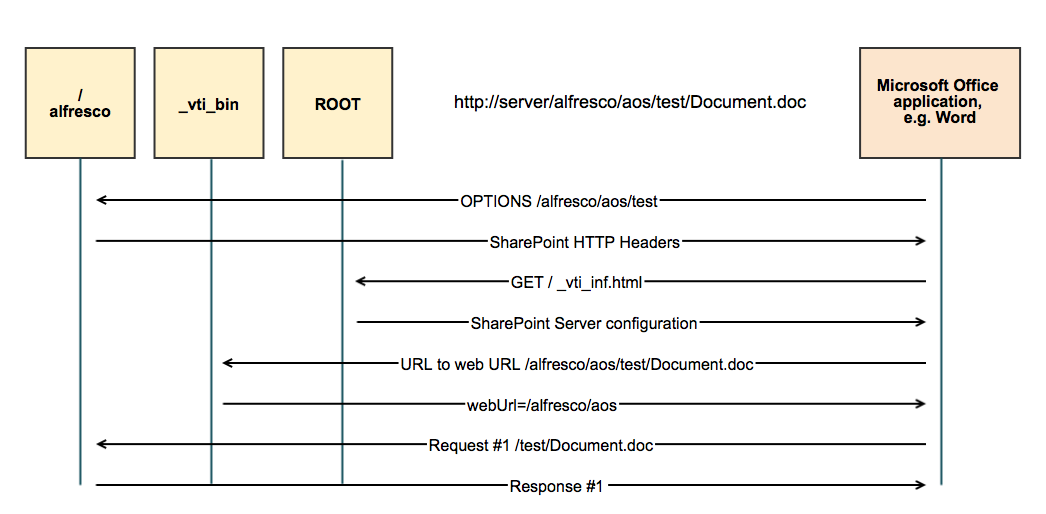 /
alfresco
_vti_bin
ROOT
http://server/alfresco/aos/test/Document.doc
Microsoft Office
application,
e.g. Word
OPTIONS /alfresco/aos/test
SharePoint HTTP Headers
GET / _vti_inf.html
SharePoint Server configuration
URL to web URL /alfresco/aos/test/Document.doc
webUrl=/alfresco/aos
Request #1 /test/Document.doc
Response #1